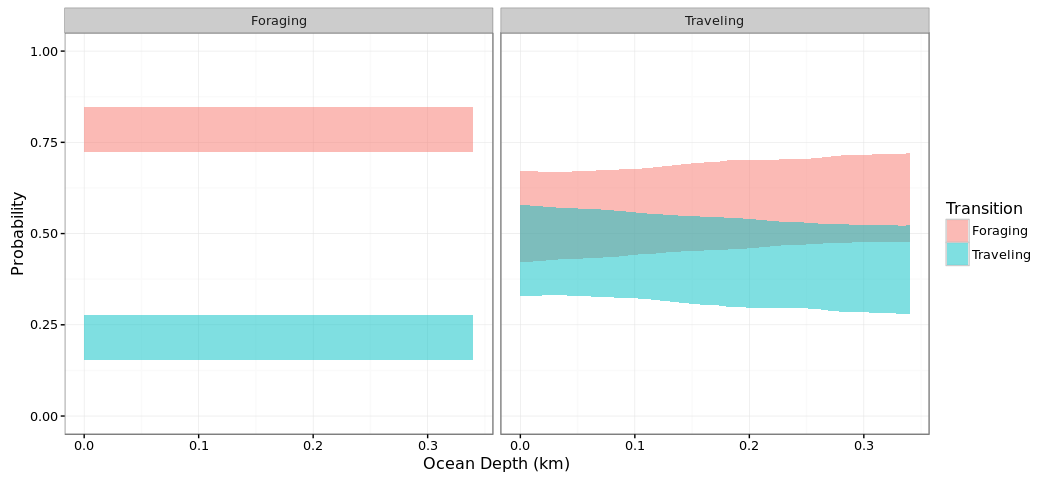 Foraging
Traveling
1.00
0.75
0.50
0.25
0.00
Probability
0.0
0.1
0.2
0.3
0.0
0.1
0.2
0.3
Ocean Depth (km)
Transition
Foraging
Traveling